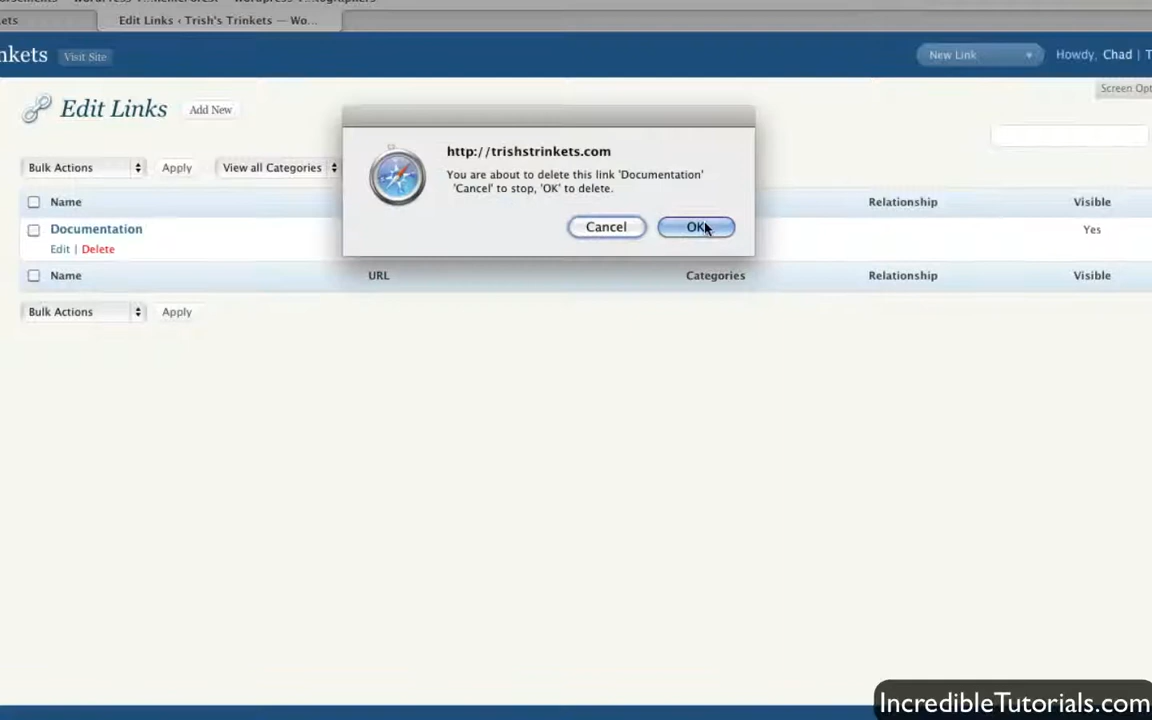 ets
Edit Links ‹ Trish's Trinkets — Wo...
nkets
Visit Site
New Link
Howdy, Chad | T
Screen Opt
Edit Links
Add New
Bulk Actions
Apply
View all Categories
http://trishstrinkets.com
You are about to delete this link 'Documentation'
'Cancel' to stop, 'OK' to delete.
Cancel
OK
Name
Relationship
Visible
Documentation
Yes
Edit | Delete
Name
URL
Categories
Relationship
Visible
Bulk Actions
Apply
IncredibleTutorials.com